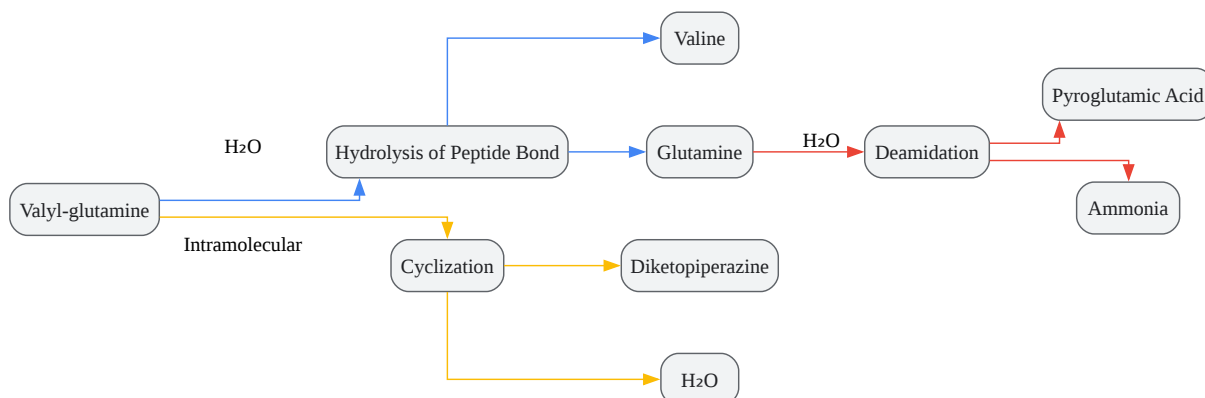 Valine
Pyroglutamic Acid
H₂O
Hydrolysis of Peptide Bond
Glutamine
H₂O
Deamidation
Valyl-glutamine
Ammonia
Intramolecular
Cyclization
Diketopiperazine
H₂O